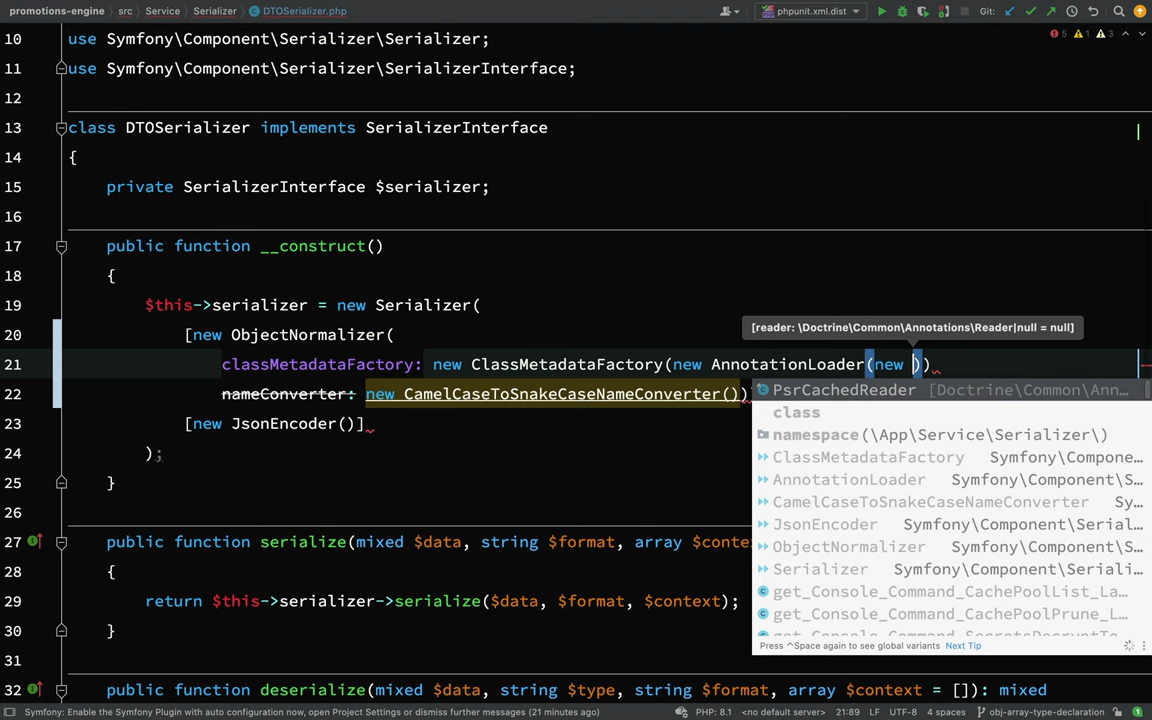 promotions-engine › src › Service › Serializer › DTOSerializer.php phpunit.xml.dist Git:
10 use Symfony\Component\Serializer\Serializer; 5 1 3
11 use Symfony\Component\Serializer\SerializerInterface;
12
13 class DTOSerializer implements SerializerInterface
14 {
15 private SerializerInterface $serializer;
16
17 public function __construct()
18 {
19 $this->serializer = new Serializer(
20 [new ObjectNormalizer(
[reader: \Doctrine\Common\Annotations\Reader|null = null]
21 classMetadataFactory: new ClassMetadataFactory(new AnnotationLoader(new ))
22 nameConverter: new CamelCaseToSnakeCaseNameConverter())
23 [new JsonEncoder()]
24 );
25 }
26
27 public function serialize(mixed $data, string $format, array $conte
28 {
29 return $this->serializer->serialize($data, $format, $context);
30 }
31
32 public function deserialize(mixed $data, string $type, string $format, array $context = []): mixed
PsrCachedReader [Doctrine\Common\Ann...
class
namespace(\App\Service\Serializer\)
ClassMetadataFactory Symfony\Compone...
AnnotationLoader Symfony\Component\S...
CamelCaseToSnakeCaseNameConverter Sy...
JsonEncoder Symfony\Component\Serial...
ObjectNormalizer Symfony\Component\S...
Serializer Symfony\Component\Seriali...
get_Console_Command_CachePoolList_La...
get_Console_Command_CachePoolPrune_L...
get_Console_Command_SecretsDecryptTo...
Press ^Space again to see global variants Next Tip
Symfony: Enable the Symfony Plugin with auto configuration now, open Project Settings or dismiss further messages (21 minutes ago) PHP: 8.1 <no default server> 21:89 LF UTF-8 4 spaces obj-array-type-declaration 1